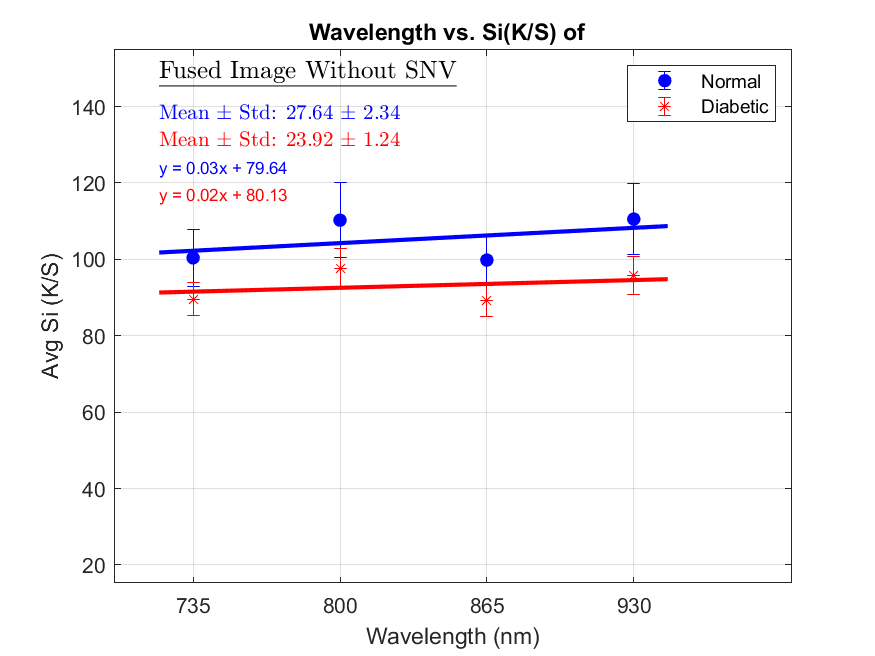 Wavelength vs. Si(K/S) of
Fused Image Without SNV
Mean ± Std: 27.64 ± 2.34
Mean ± Std: 23.92 ± 1.24
y = 0.03x + 79.64
y = 0.02x + 80.13
Normal
Diabetic
Avg Si (K/S)
140
120
100
80
60
40
20
735 800 865 930
Wavelength (nm)